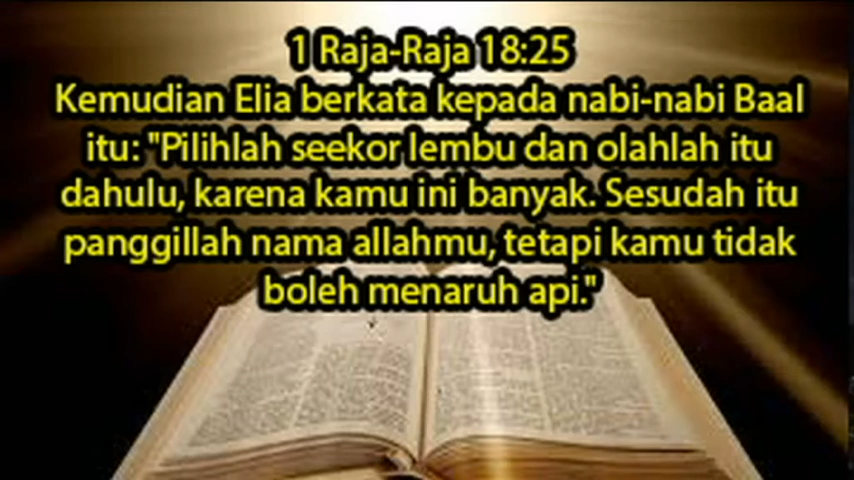 1 Raja-Raja 18:25
Kemudian Elia berkata kepada nabi-nabi Baal
itu: "Pilihlah seekor lembu dan olahlah itu
dahulu, karena kamu ini banyak. Sesudah itu
panggillah nama allahmu, tetapi kamu tidak
boleh menaruh api."